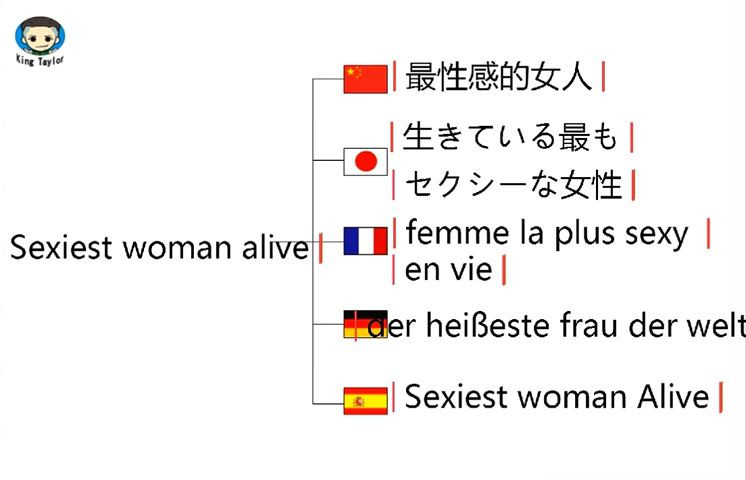 King Taylor
最性感的女人
生きている最も
セクシーな女性
Sexiest woman alive
femme la plus sexy
en vie
der heißeste frau der welt
Sexiest woman Alive